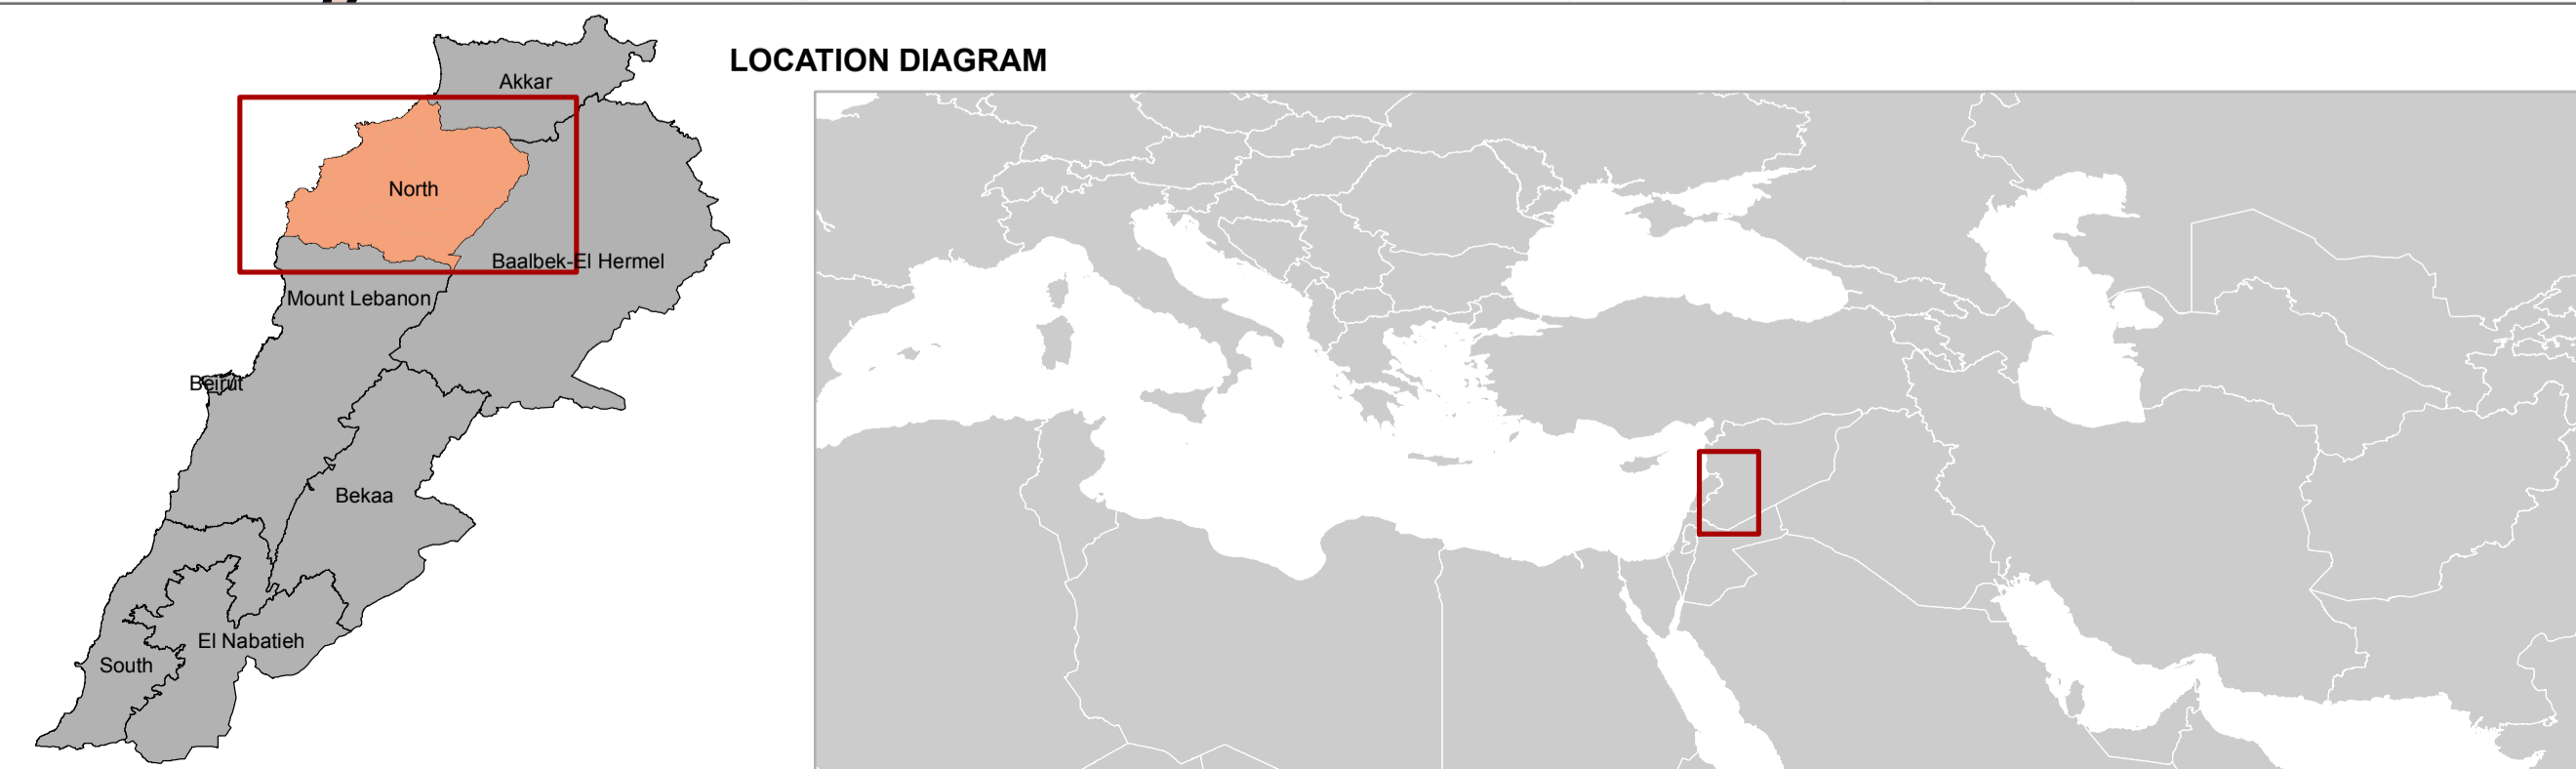 LOCATION DIAGRAM
Akkar
North
Baalbek-El Hermel
Mount Lebanon
Beirut
Bekaa
El Nabatieh
South